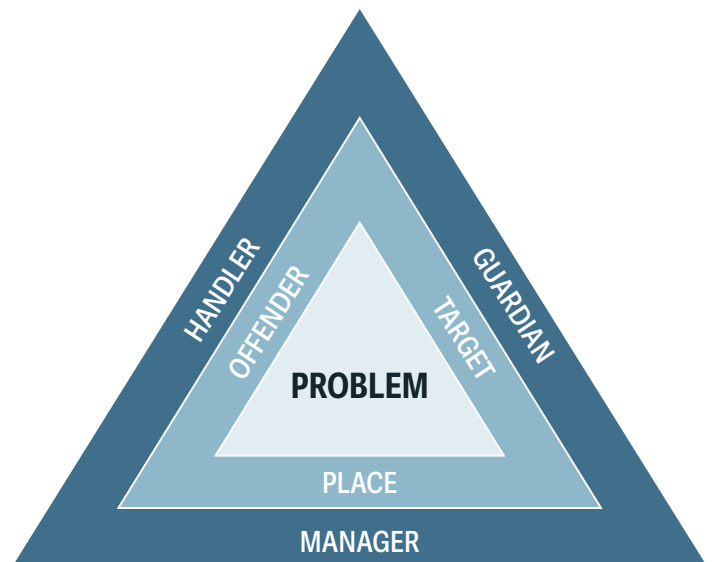 HANDLER
OFFENDER
TARGET
GUARDIAN
PROBLEM
PLACE
MANAGER